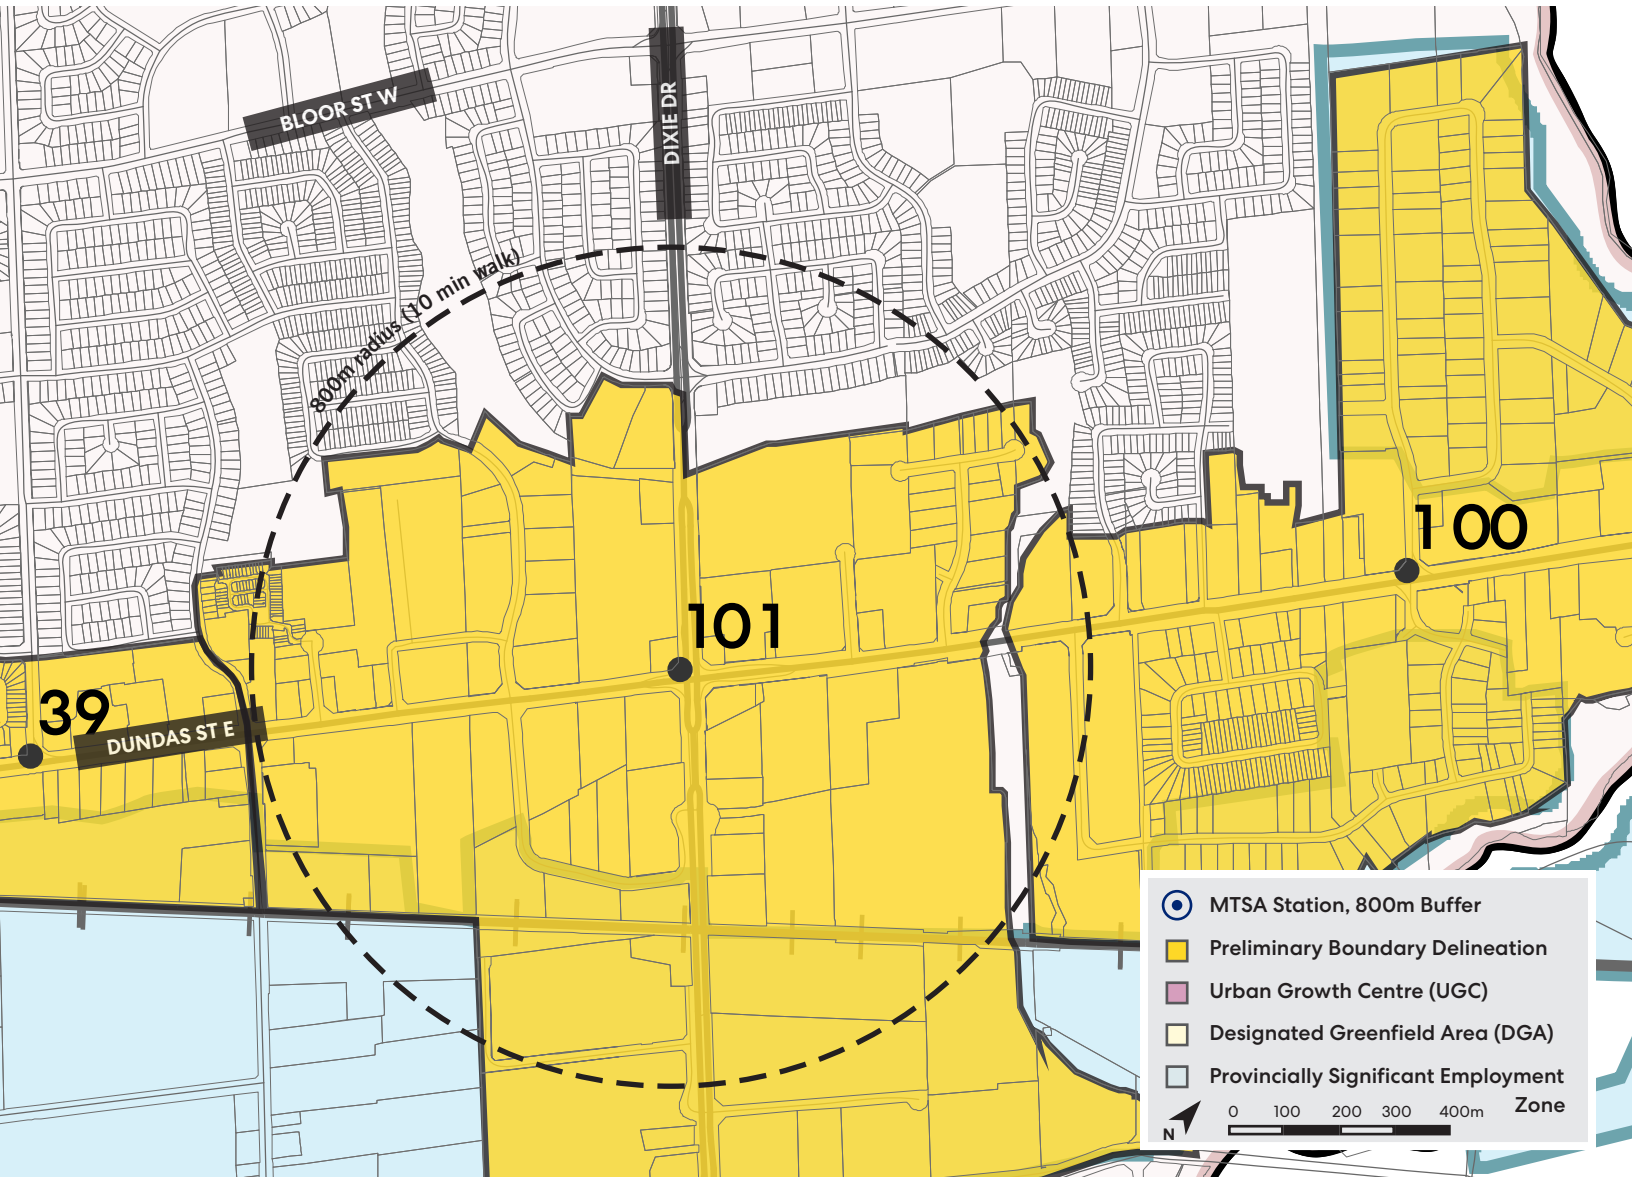 BLOOR ST W
DIXIE DR
800m radius (10 min walk)
100
101
39
DUNDAS ST E
MTSA Station, 800m Buffer
Preliminary Boundary Delineation
Urban Growth Centre (UGC)
Designated Greenfield Area (DGA)
Provincially Significant Employment
Zone
0 100 200 300 400m
N